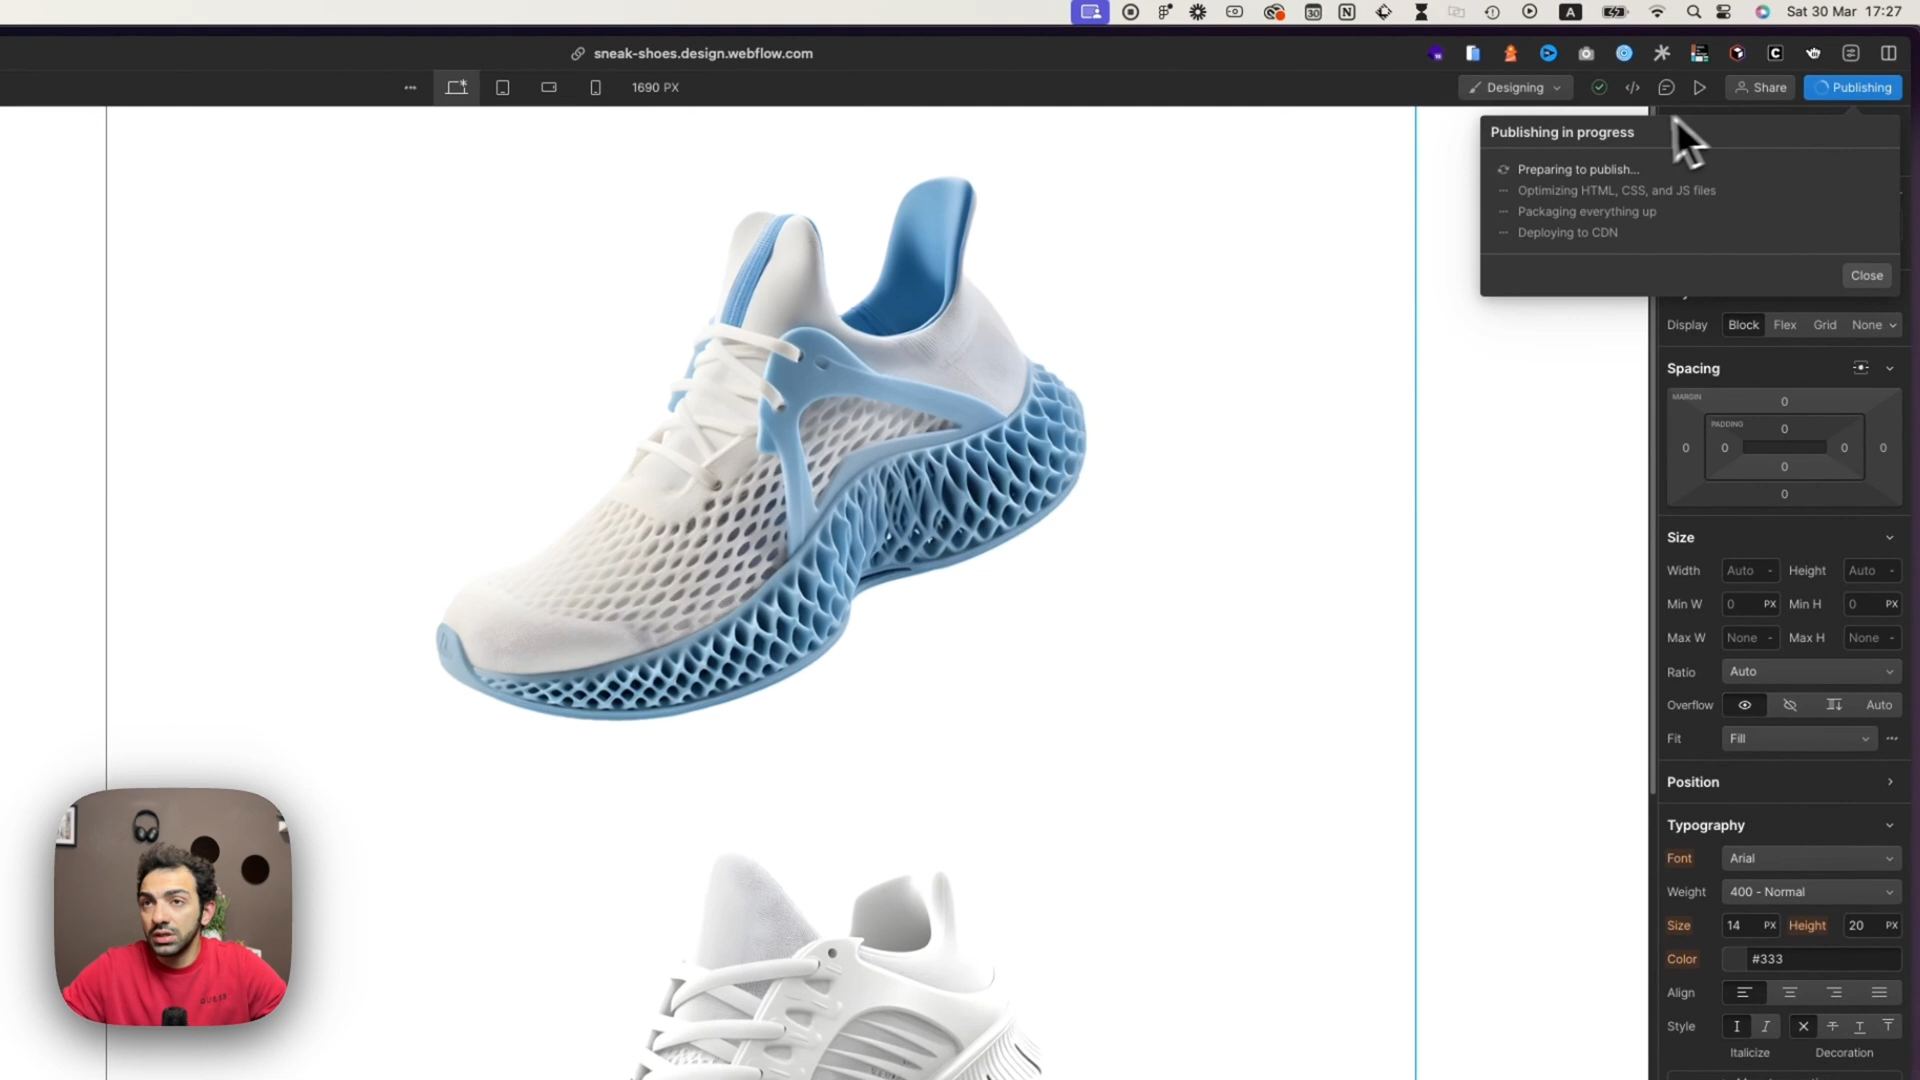 Sat 30 Mar 17:27
30
A
sneak-shoes.design.webflow.com
C
1690 PX
Designing
Share
Publishing
Publishing in progress
Preparing to publish...
Optimizing HTML, CSS, and JS files
Packaging everything up
Deploying to CDN
Close
Display Block Flex Grid None
Spacing
MARGIN
0
PADDING
0
0 0 0 0
0
0
Size
Width Auto - Height Auto -
Min W 0 PX Min H 0 PX
Max W None - Max H None -
Ratio Auto
Overflow Auto
Fit Fill
Position
Typography
Font Arial
Weight 400 - Normal
Size 14 PX Height 20 PX
Color #333
Align
Style
Italicize Decoration
GUESS